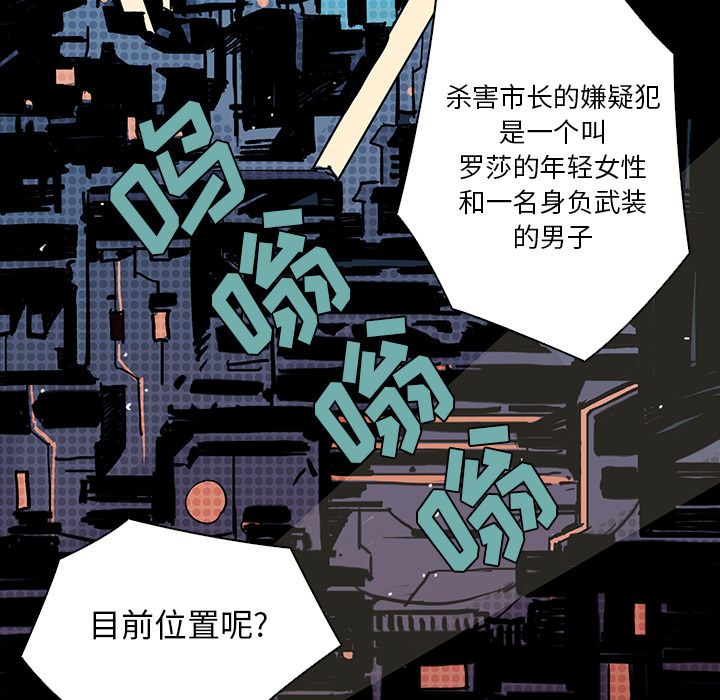 杀害市长的嫌疑犯
是一个叫
罗莎的年轻女性
和一名身负武装
的男子
呜
嗡
嗡
嗡
目前位置呢?